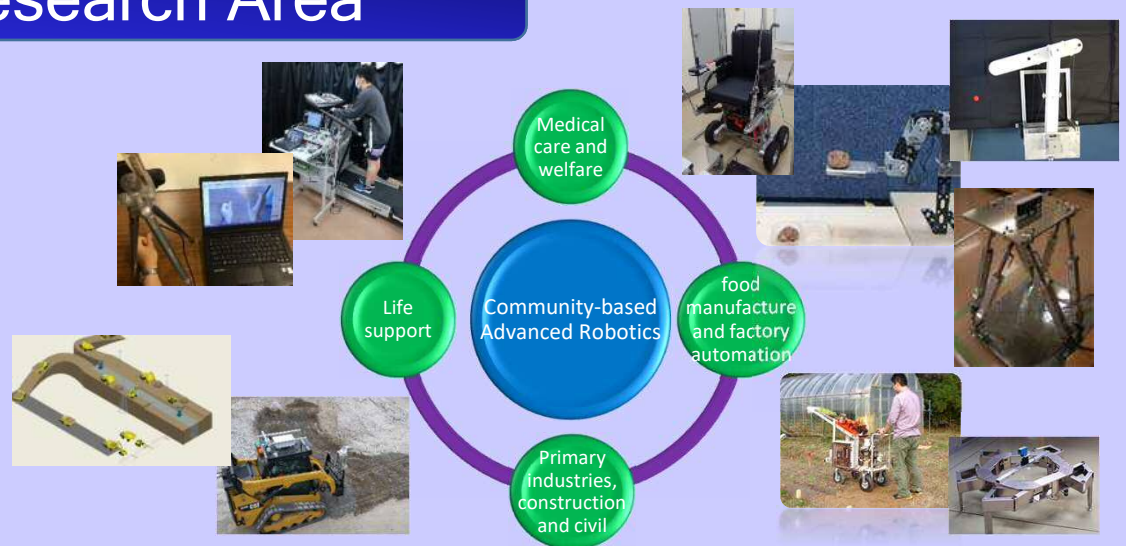 esearch Area
Medical
care and
welfare
Life
support
Community-based
Advanced Robotics
food
manufacture
and factory
automation
Primary
industries,
construction
and civil